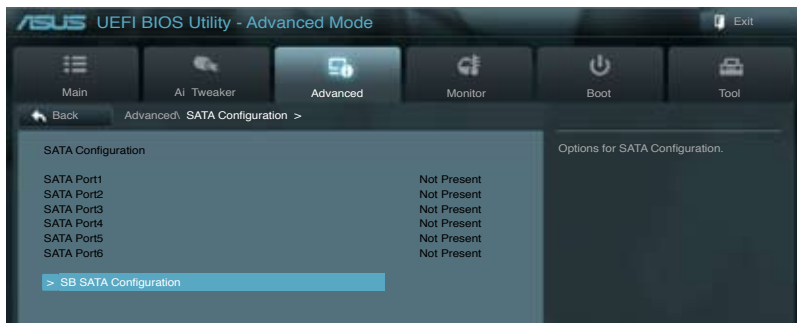 ASUS UEFI BIOS Utility - Advanced Mode
Exit
Main
Ai Tweaker
Advanced
Monitor
Boot
Tool
Back
Advanced\ SATA Configuration >
SATA Configuration
Options for SATA Configuration.
SATA Port1 Not Present
SATA Port2 Not Present
SATA Port3 Not Present
SATA Port4 Not Present
SATA Port5 Not Present
SATA Port6 Not Present
> SB SATA Configuration